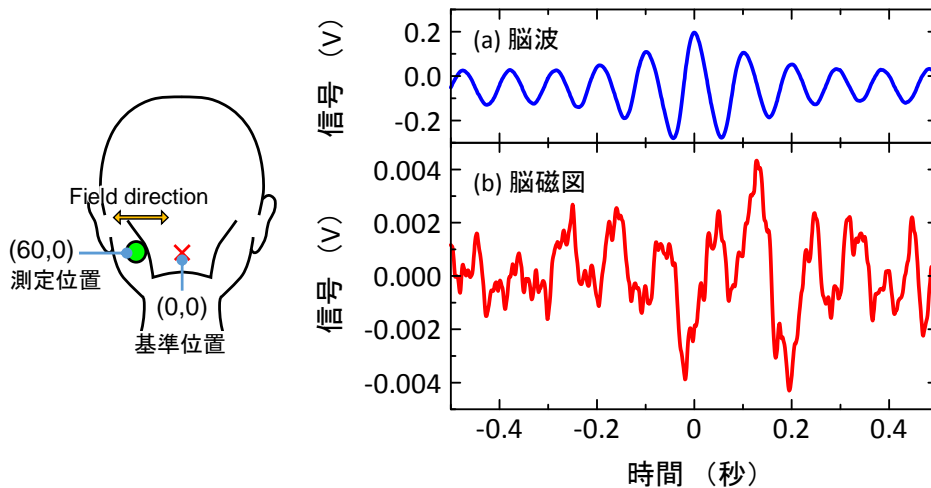 Field direction
(60,0)
測定位置
(0,0)
基準位置
(a) 脳波
信号 (V)
0.2
0.0
-0.2
(b) 脳磁図
信号 (V)
0.004
0.002
0.000
-0.002
-0.004
-0.4
-0.2
0
0.2
0.4
時間 (秒)